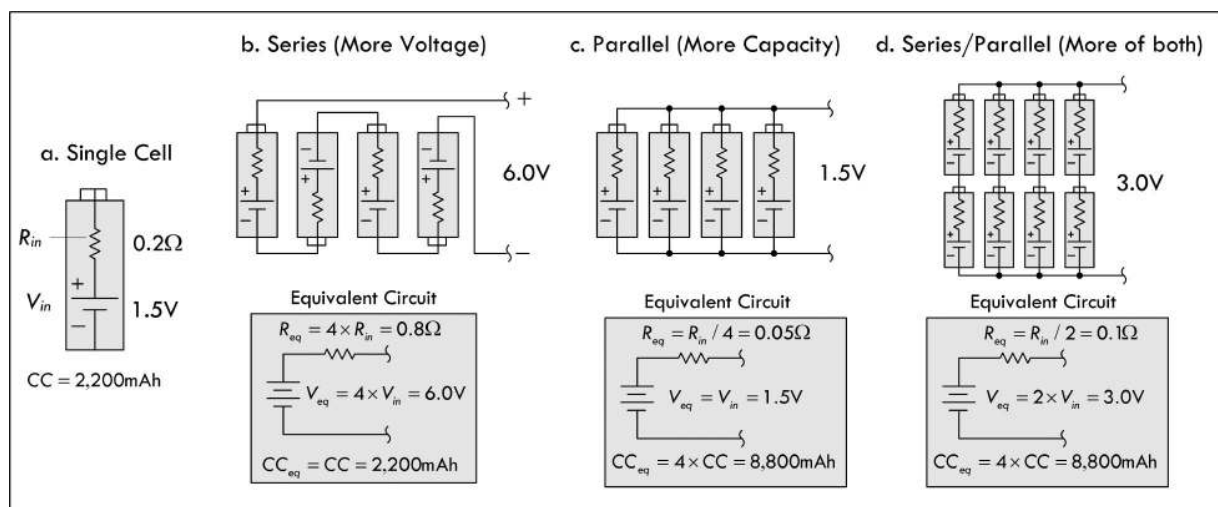 a. Single Cell
R_in
0.2Ω
+
V_in
1.5V
−
CC = 2,200mAh
b. Series (More Voltage)
+
−
+
−
+
−
+
−
+
−
6.0V
Equivalent Circuit
R_eq = 4 × R_in = 0.8Ω
V_eq = 4 × V_in = 6.0V
CC_eq = CC = 2,200mAh
c. Parallel (More Capacity)
+
+
+
+
−
−
−
−
1.5V
Equivalent Circuit
R_eq = R_in / 4 = 0.05Ω
V_eq = V_in = 1.5V
CC_eq = 4 × CC = 8,800mAh
d. Series/Parallel (More of both)
+
+
+
+
−
−
−
−
+
+
+
+
−
−
−
−
3.0V
Equivalent Circuit
R_eq = R_in / 2 = 0.1Ω
V_eq = 2 × V_in = 3.0V
CC_eq = 4 × CC = 8,800mAh